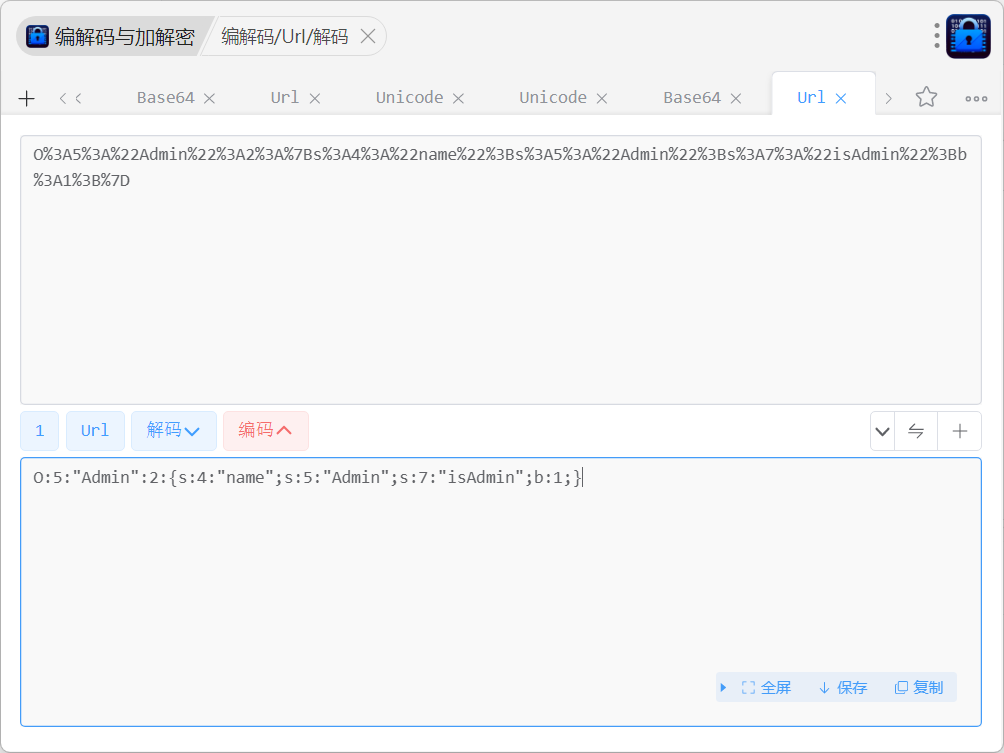 编解码与加解密 编解码/Url/解码
Base64 Url Unicode Unicode Base64 Url
O%3A5%3A%22Admin%22%3A2%3A%7Bs%3A4%3A%22name%22%3Bs%3A5%3A%22Admin%22%3Bs%3A7%3A%22isAdmin%22%3Bb
%3A1%3B%7D
1 Url 解码 编码
O:5:"Admin":2:{s:4:"name";s:5:"Admin";s:7:"isAdmin";b:1;}
全屏 保存 复制